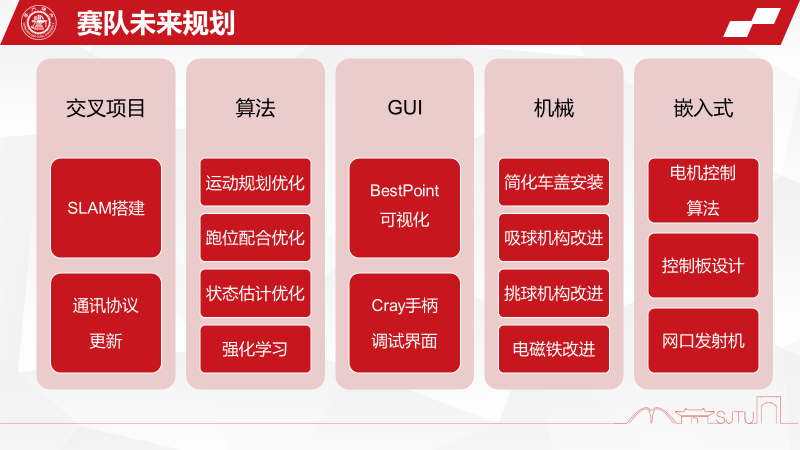 赛队未来规划
交叉项目
SLAM搭建
通讯协议
更新
算法
运动规划优化
跑位配合优化
状态估计优化
强化学习
GUI
BestPoint
可视化
Cray手柄
调试界面
机械
简化车盖安装
吸球机构改进
挑球机构改进
电磁铁改进
嵌入式
电机控制
算法
控制板设计
网口发射机
SJTU